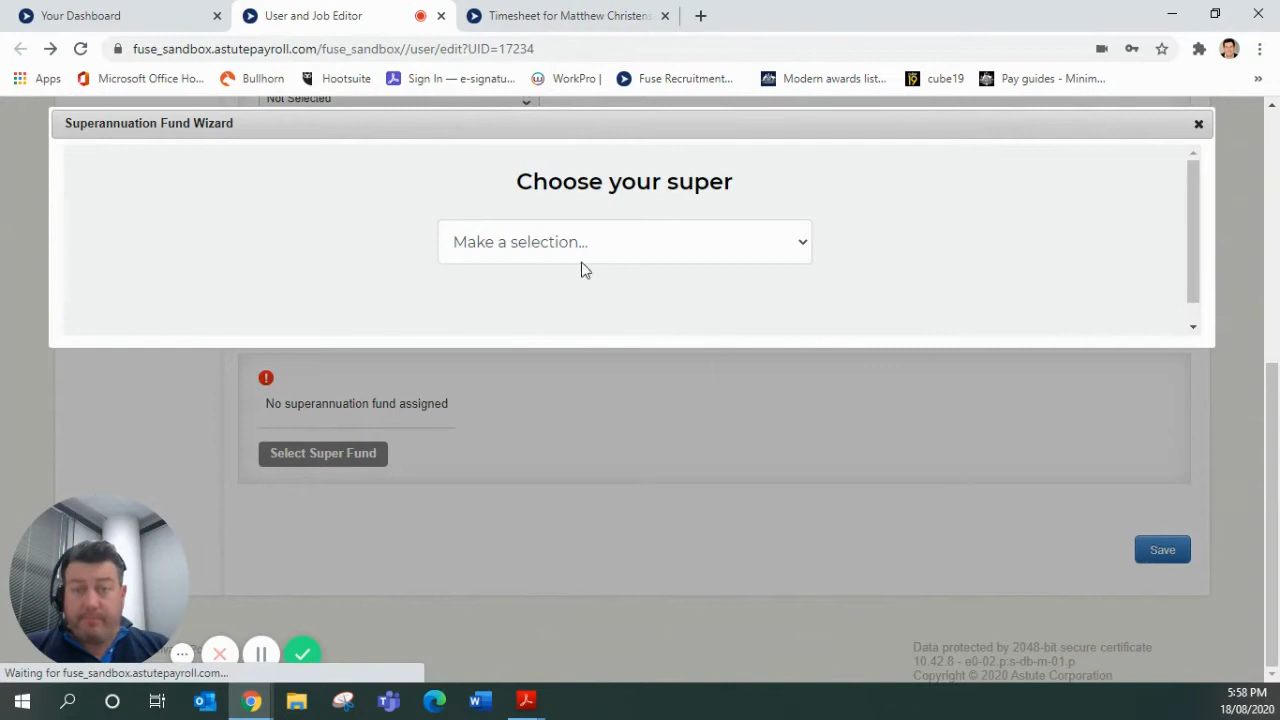 Your Dashboard
User and Job Editor
Timesheet for Matthew Christens
fuse_sandbox.astutepayroll.com/fuse_sandbox//user/edit?UID=17234
Apps
Microsoft Office Ho...
Bullhorn
Hootsuite
Sign In — e-signatu...
WorkPro |
Fuse Recruitment...
Modern awards list...
cube19
Pay guides - Minim...
»
Not Selected
Superannuation Fund Wizard
Choose your super
Make a selection...
No superannuation fund assigned
Select Super Fund
Save
Data protected by 2048-bit secure certificate
10.42.8 - e0-02.p:s-db-m-01.p
Copyright © 2020 Astute Corporation
Waiting for fuse_sandbox.astutepayroll.com...
5:58 PM
18/08/2020